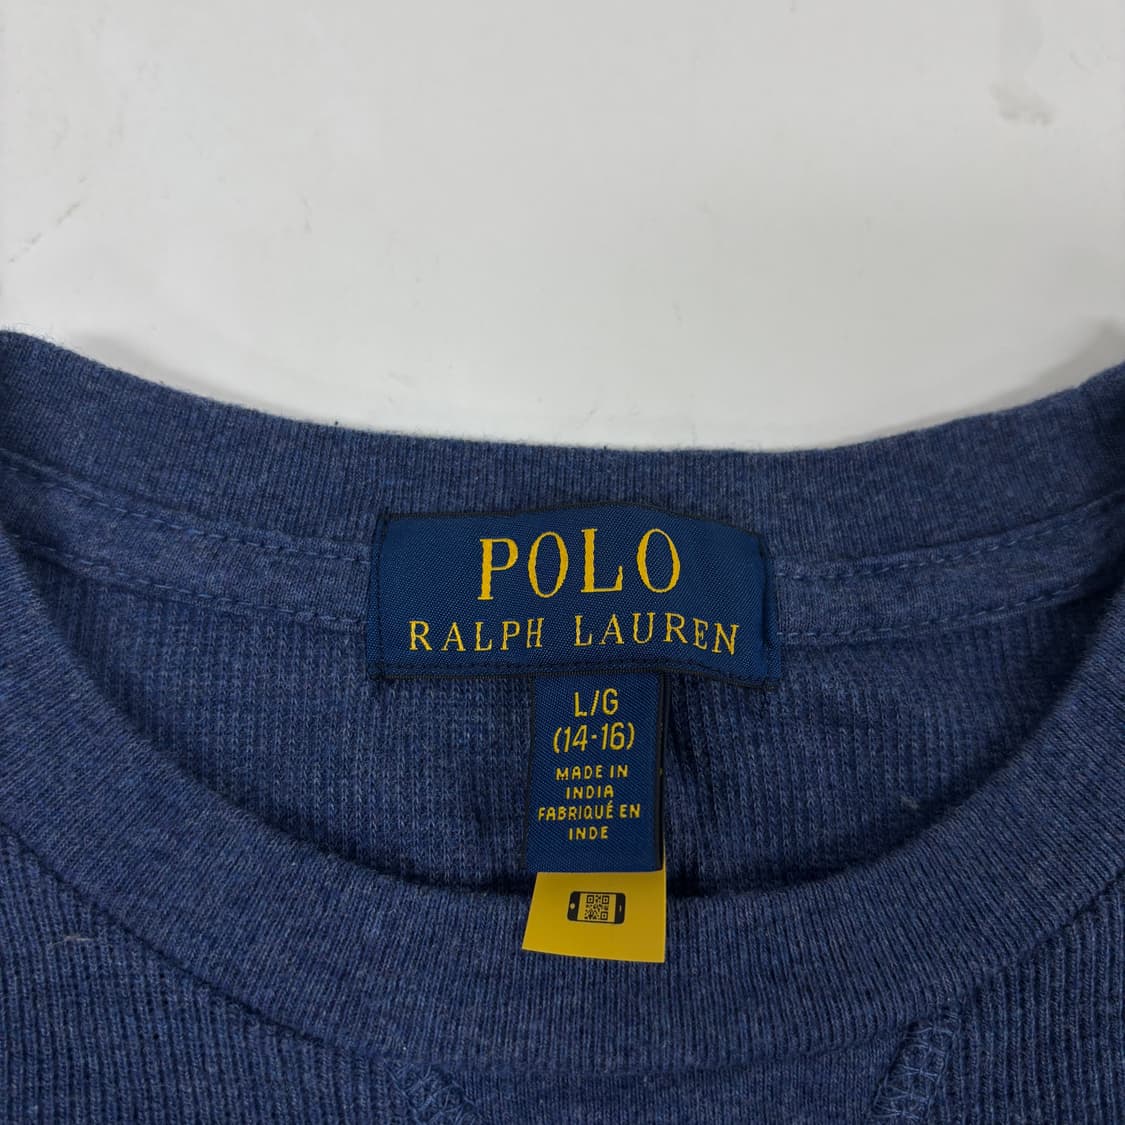 POLO
RALPH LAUREN
L/G
(14-16)
MADE IN
INDIA
FABRIQUÉ EN
INDE